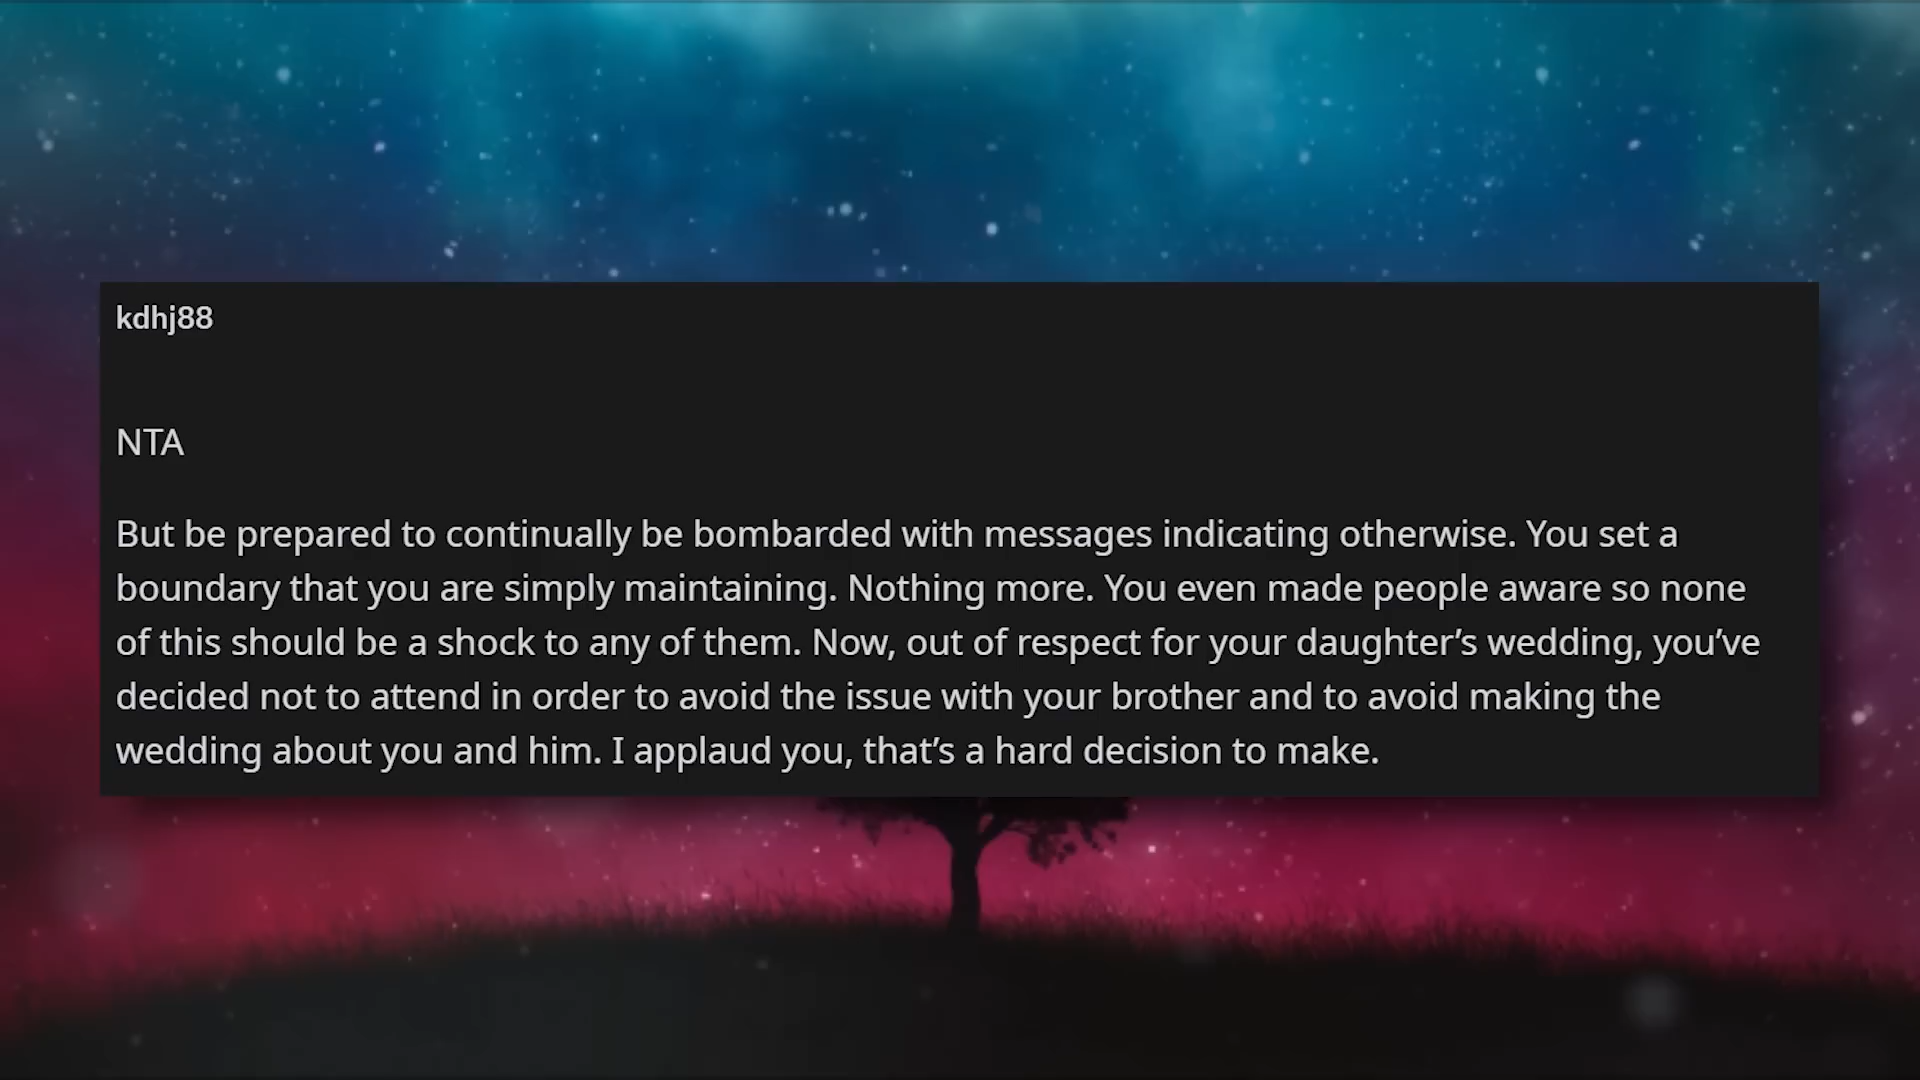 kdhj88
NTA
But be prepared to continually be bombarded with messages indicating otherwise. You set a
boundary that you are simply maintaining. Nothing more. You even made people aware so none
of this should be a shock to any of them. Now, out of respect for your daughter’s wedding, you’ve
decided not to attend in order to avoid the issue with your brother and to avoid making the
wedding about you and him. I applaud you, that’s a hard decision to make.